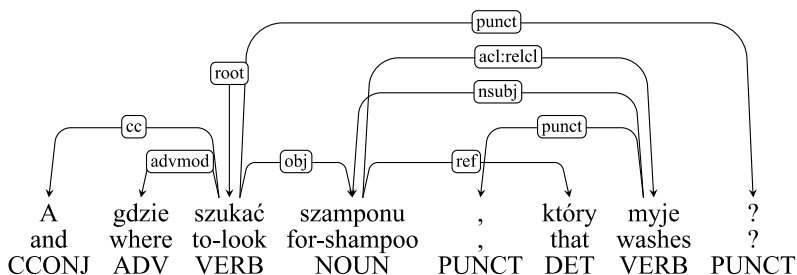 punct
root
acl:relcl
nsubj
cc
punct
advmod
obj
ref
A gdzie szukać szamponu , który myje ?
and where to-look for-shampoo , that washes ?
CCONJ ADV VERB NOUN PUNCT DET VERB PUNCT